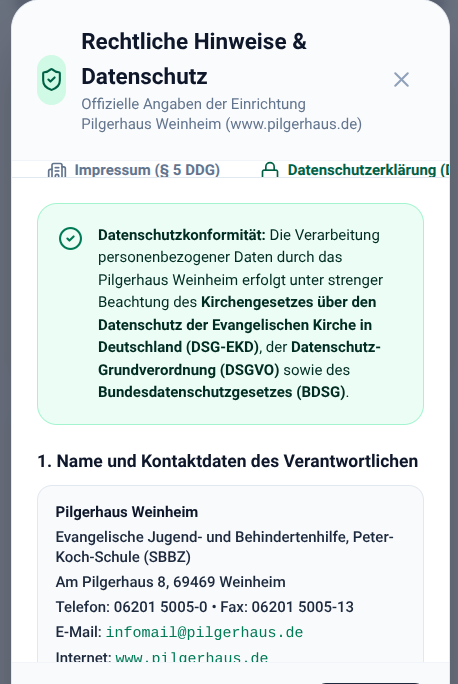 Rechtliche Hinweise &
Datenschutz
Offizielle Angaben der Einrichtung
Pilgerhaus Weinheim (www.pilgerhaus.de)
Impressum (§ 5 DDG) Datenschutzerklärung (D
Datenschutzkonformität: Die Verarbeitung
personenbezogener Daten durch das
Pilgerhaus Weinheim erfolgt unter strenger
Beachtung des Kirchengesetzes über den
Datenschutz der Evangelischen Kirche in
Deutschland (DSG-EKD), der Datenschutz-
Grundverordnung (DSGVO) sowie des
Bundesdatenschutzgesetzes (BDSG).
1. Name und Kontaktdaten des Verantwortlichen
Pilgerhaus Weinheim
Evangelische Jugend- und Behindertenhilfe, Peter-
Koch-Schule (SBBZ)
Am Pilgerhaus 8, 69469 Weinheim
Telefon: 06201 5005-0 • Fax: 06201 5005-13
E-Mail: infomail@pilgerhaus.de
Internet: www.pilgerhaus.de